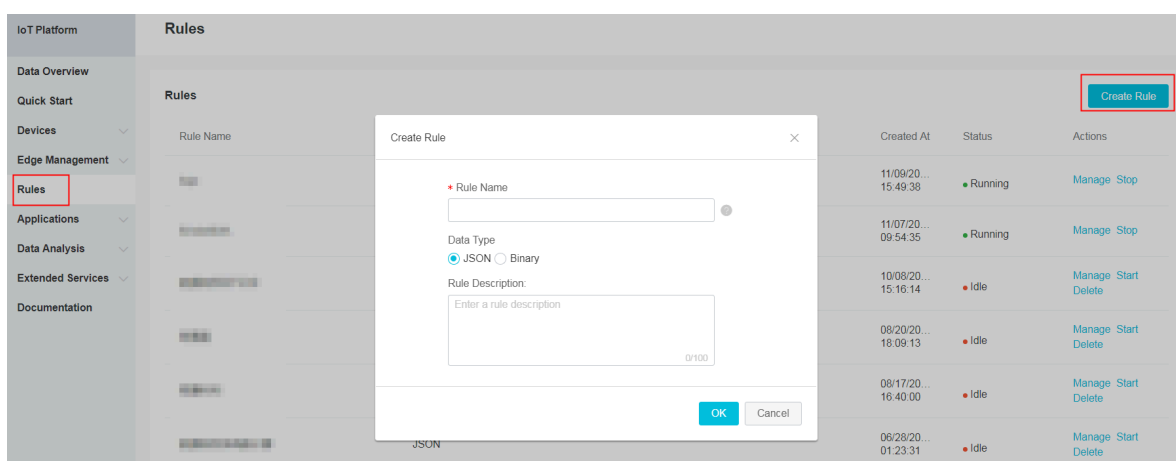 IoT Platform
Rules
Data Overview
Quick Start
Devices
Edge Management
Rules
Applications
Data Analysis
Extended Services
Documentation
Rules
Create Rule
Rule Name
Created At
Status
Actions
11/09/20...
15:49:38
Running
Manage Stop
11/07/20...
09:54:35
Running
Manage Stop
10/08/20...
15:16:14
Idle
Manage Start
Delete
08/20/20...
18:09:13
Idle
Manage Start
Delete
08/17/20...
16:40:00
Idle
Manage Start
Delete
JSON
06/28/20...
01:23:31
Idle
Manage Start
Delete
Create Rule
* Rule Name
Data Type
JSON Binary
Rule Description:
Enter a rule description
0/100
OK Cancel